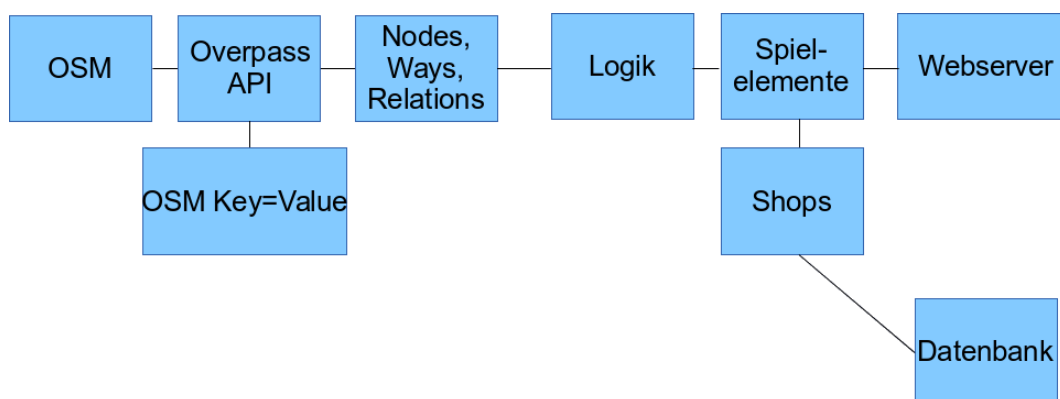 OSM
Overpass
API
Nodes,
Ways,
Relations
Logik
Spiel-
elemente
Webserver
OSM Key=Value
Shops
Datenbank